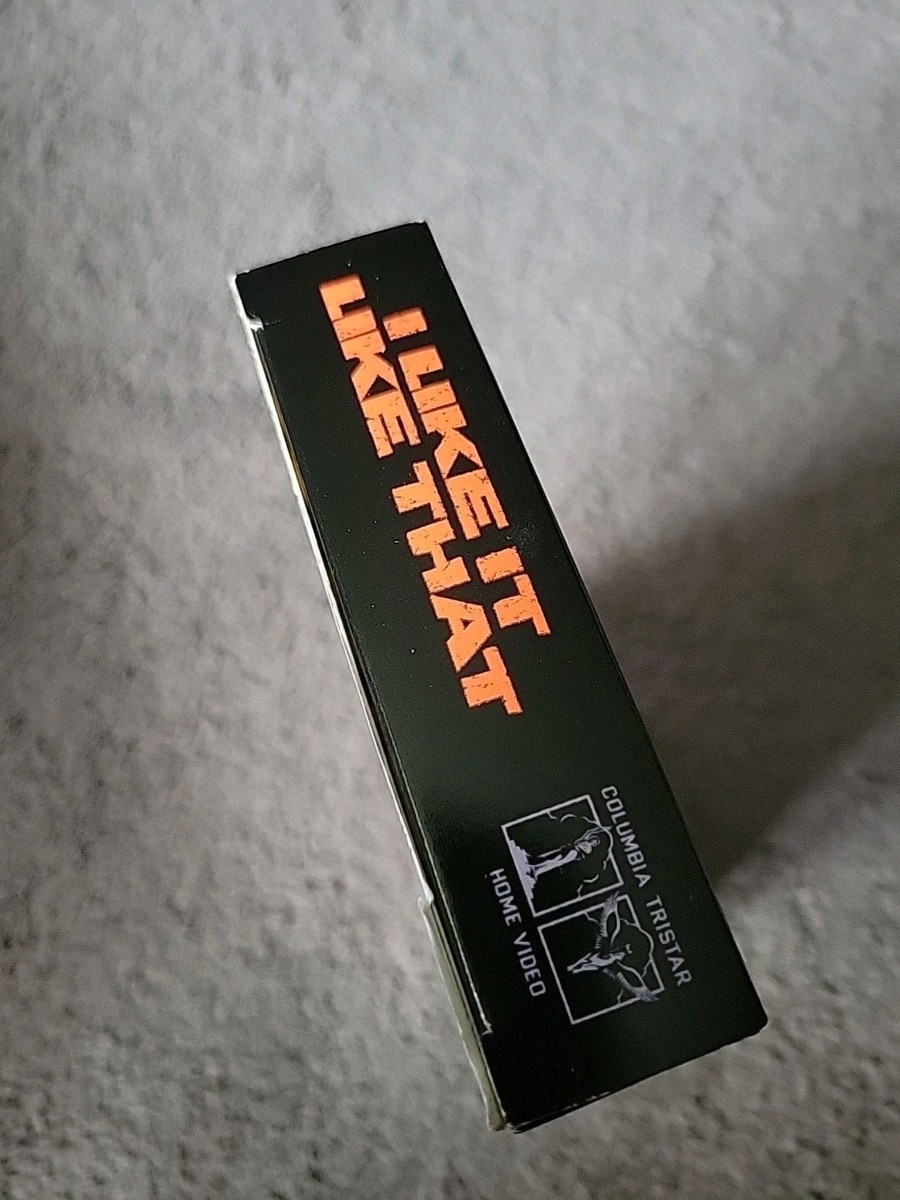 I LIKE IT
LIKE THAT
COLUMBIA TRISTAR
HOME VIDEO